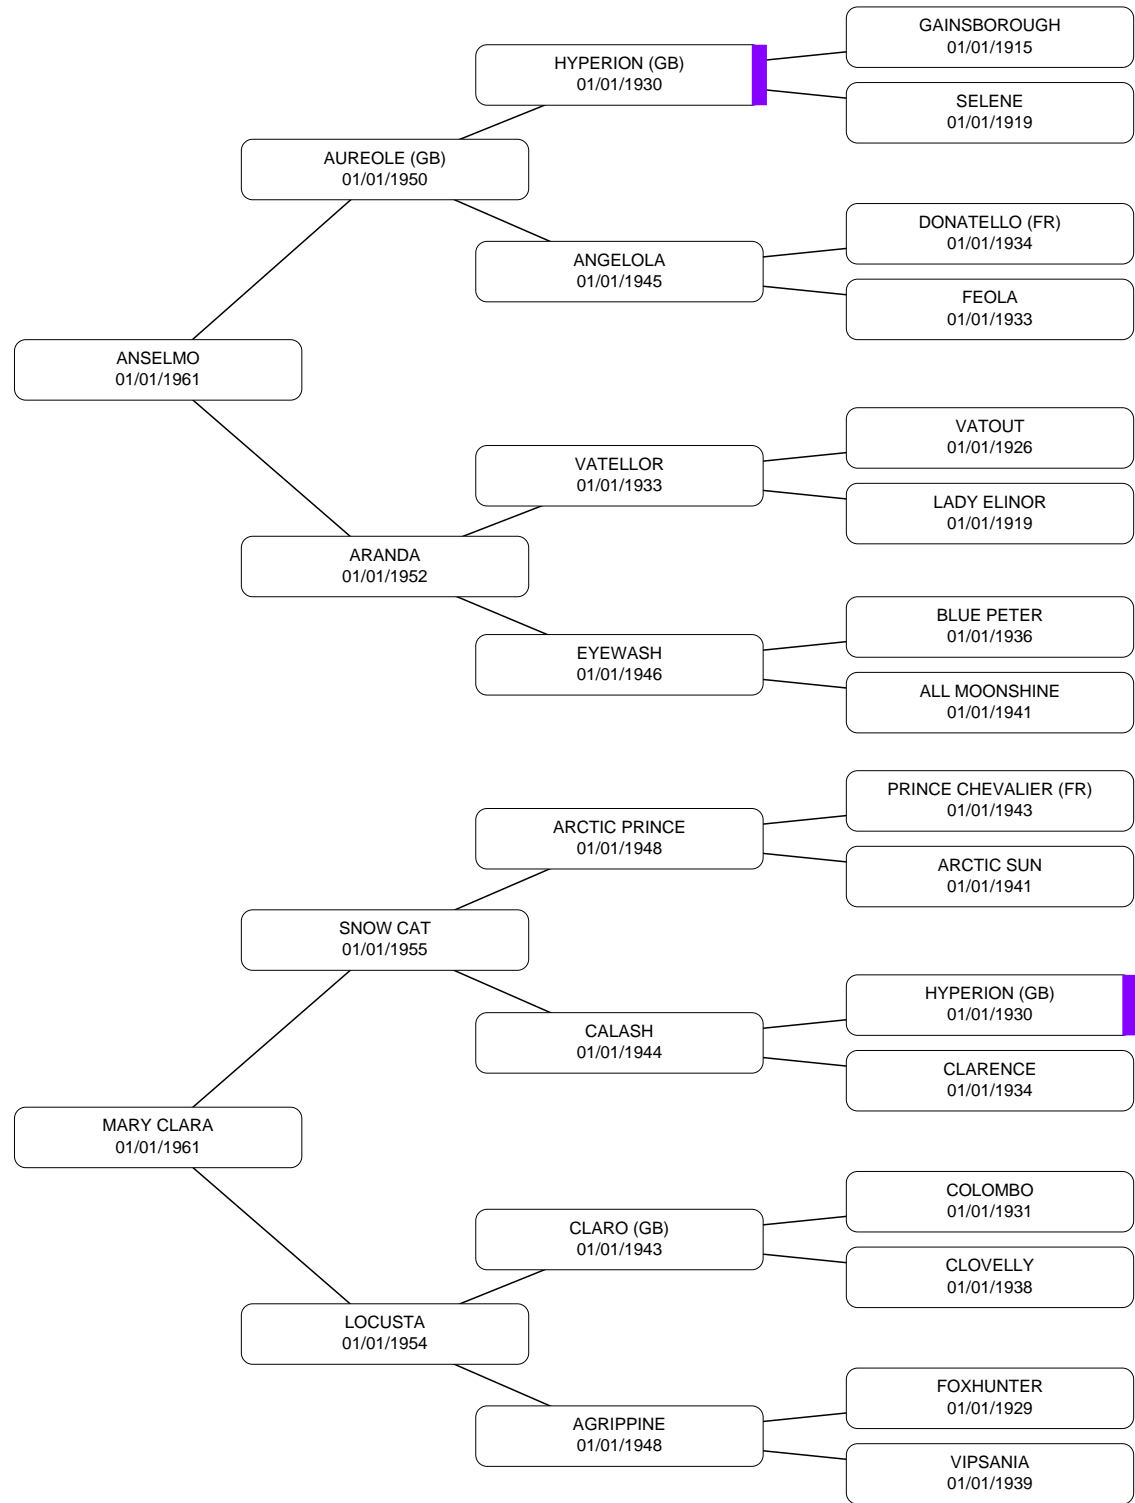 GAINSBOROUGH
01/01/1915
HYPERION (GB)
01/01/1930
SELENE
01/01/1919
AUREOLE (GB)
01/01/1950
DONATELLO (FR)
01/01/1934
ANGELOLA
01/01/1945
FEOLA
01/01/1933
ANSELMO
01/01/1961
VATOUT
01/01/1926
VATELLOR
01/01/1933
LADY ELINOR
01/01/1919
ARANDA
01/01/1952
BLUE PETER
01/01/1936
EYEWASH
01/01/1946
ALL MOONSHINE
01/01/1941
PRINCE CHEVALIER (FR)
01/01/1943
ARCTIC PRINCE
01/01/1948
ARCTIC SUN
01/01/1941
SNOW CAT
01/01/1955
HYPERION (GB)
01/01/1930
CALASH
01/01/1944
CLARENCE
01/01/1934
MARY CLARA
01/01/1961
COLOMBO
01/01/1931
CLARO (GB)
01/01/1943
CLOVELLY
01/01/1938
LOCUSTA
01/01/1954
FOXHUNTER
01/01/1929
AGRIPPINE
01/01/1948
VIPSANIA
01/01/1939